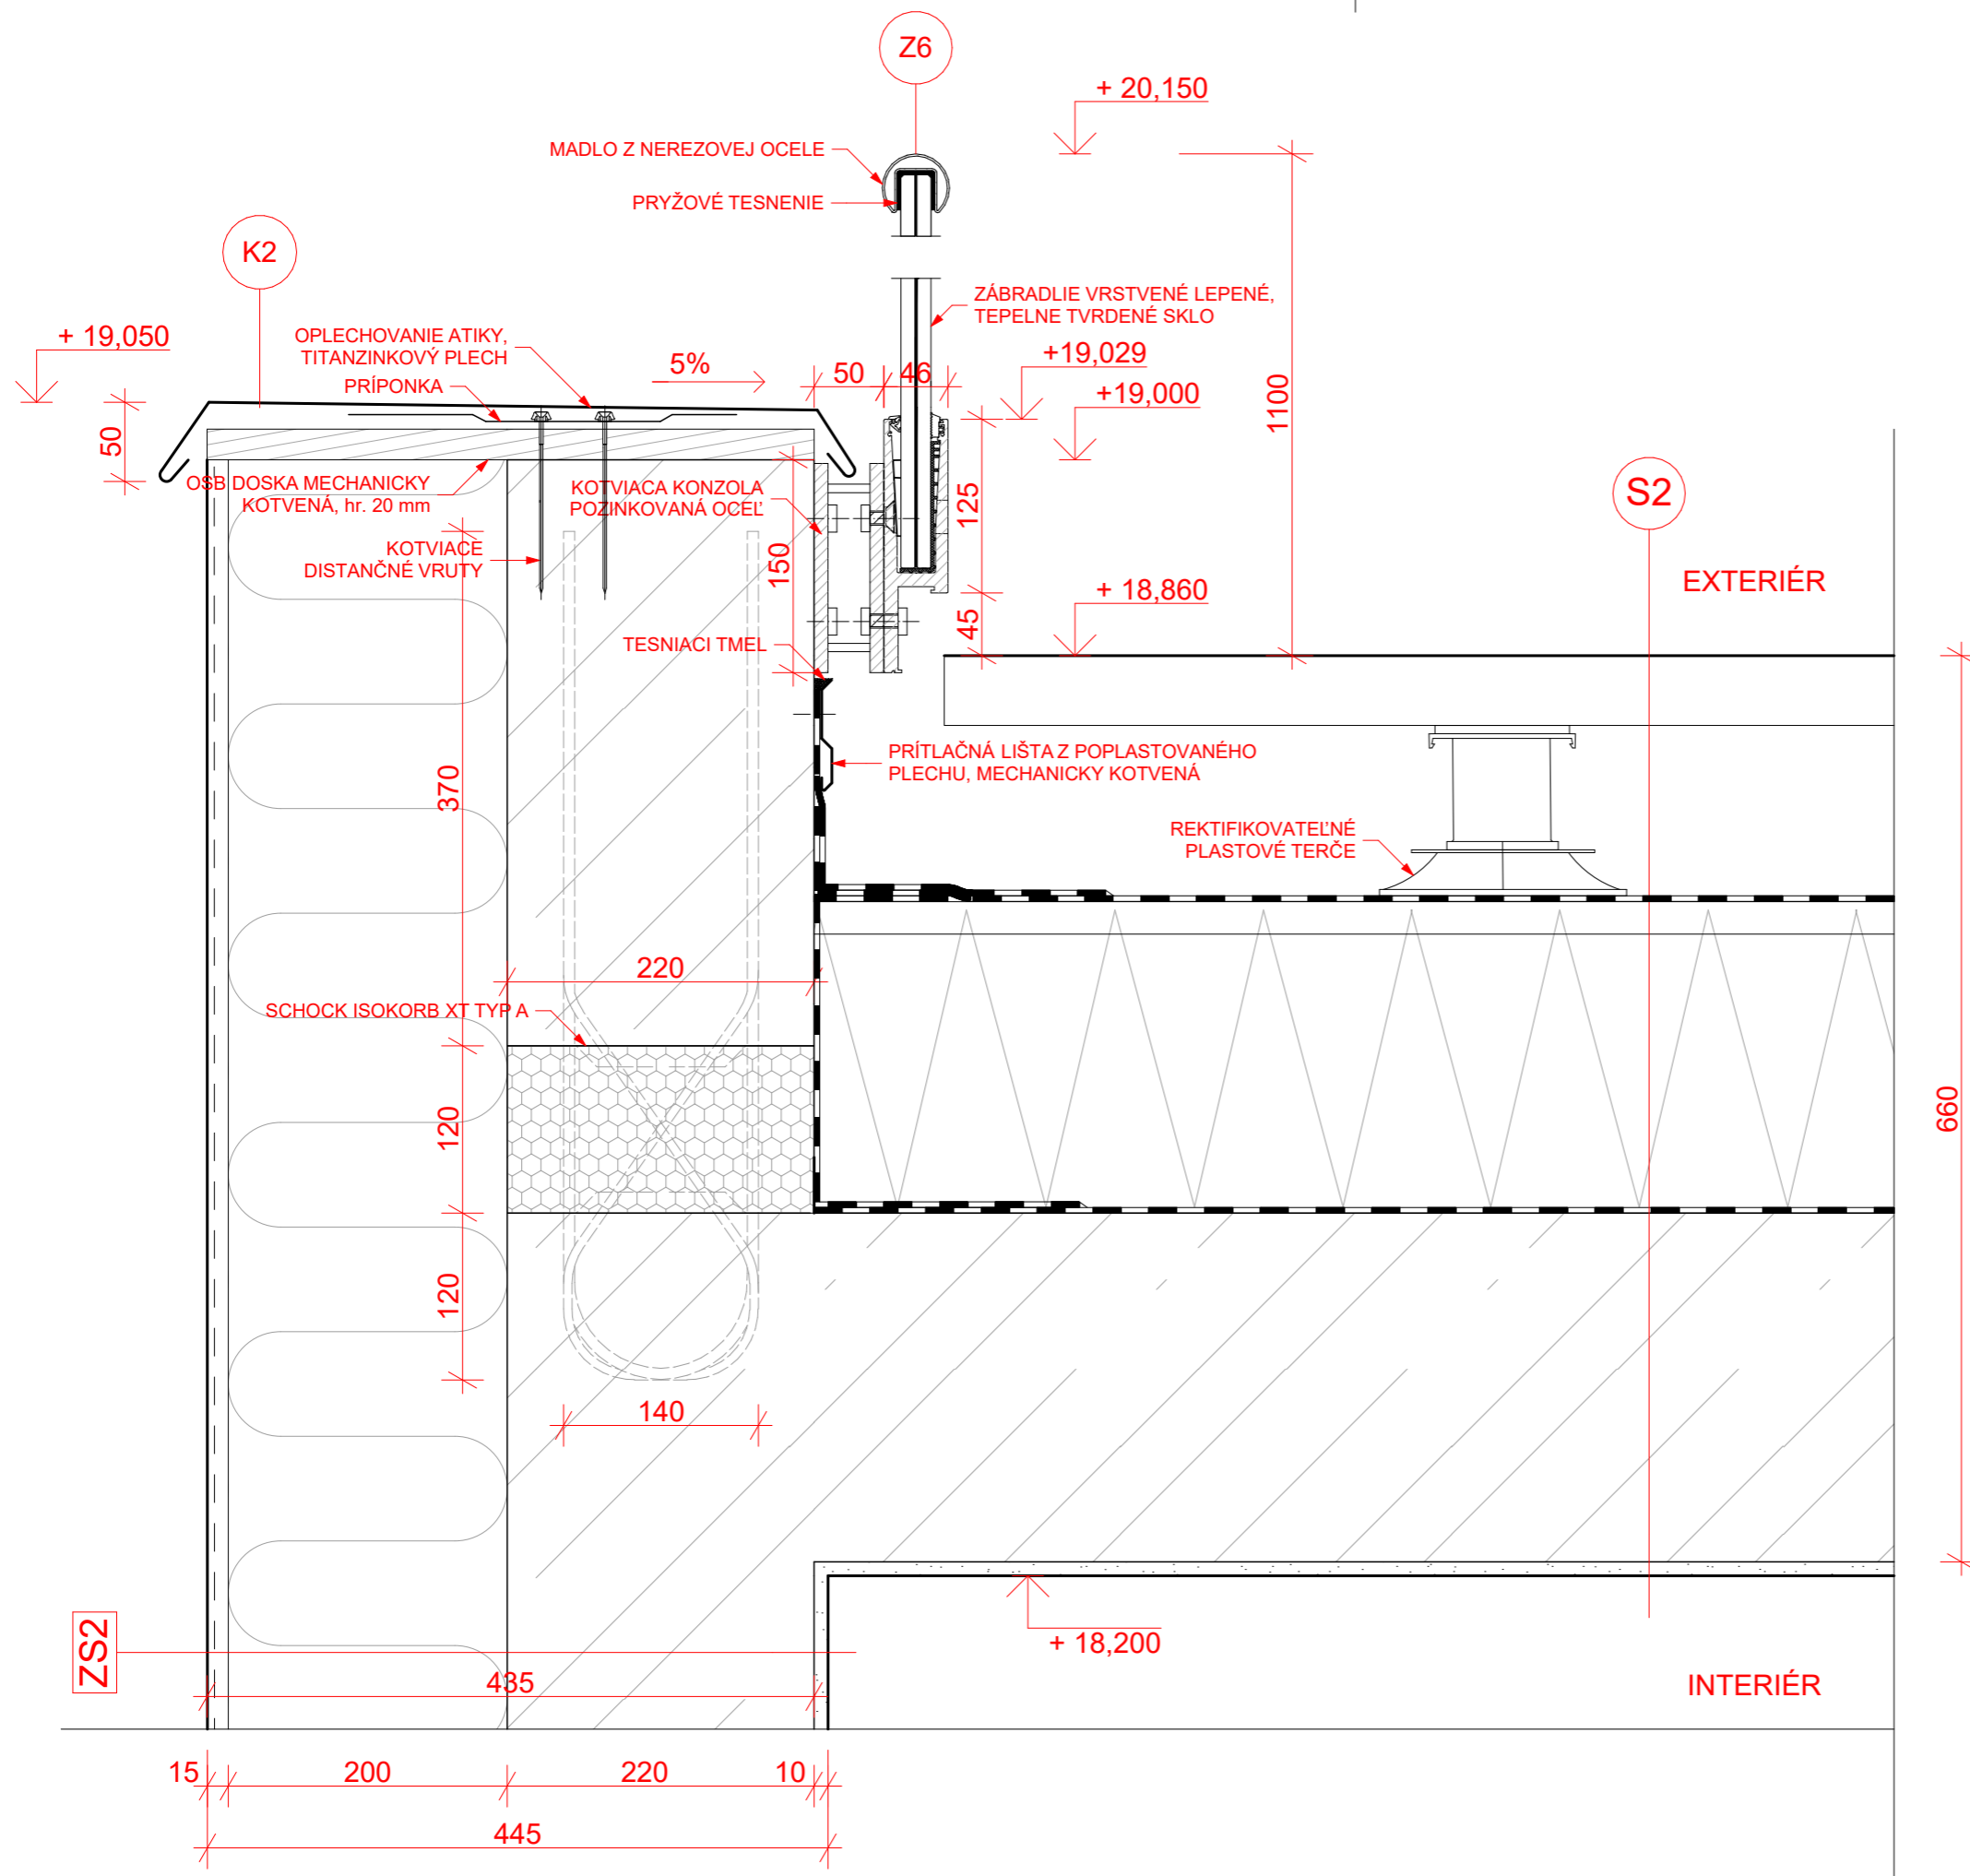 Z6
+ 20,150
MADLO Z NEREZOVEJ OCELE
PRYŽOVÉ TESNENIE
K2
ZÁBRADLIE VRSTVENÉ LEPENÉ,
TEPELNE TVRDENÉ SKLO
+ 19,050
OPLECHOVANIE ATIKY,
TITANZINKOVÝ PLECH
PRÍPONKA
5%
50
46
+19,029
+19,000
1100
50
OSB DOSKA MECHANICKY
KOTVENÁ, hr. 20 mm
KOTVIACA KONZOLA
POZINKOVANÁ OCEĽ
125
S2
KOTVIACE
DISTANČNÉ VRUTY
150
EXTERIÉR
+ 18,860
45
TESNIACI TMEL
PRÍTLAČNÁ LIŠTA Z POPLASTOVANÉHO
PLECHU, MECHANICKY KOTVENÁ
370
REKTIFIKOVATEĽNÉ
PLASTOVÉ TERČE
220
SCHOCK ISOKORB XT TYP A
120
660
120
140
ZS2
+ 18,200
435
INTERIÉR
15
200
220
10
445